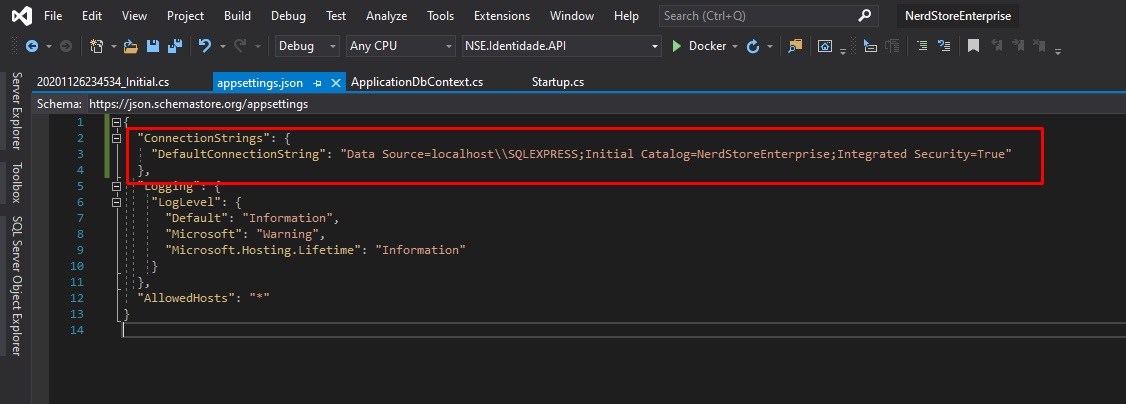 File Edit View Project Build Debug Test Analyze Tools Extensions Window Help Search (Ctrl+Q) NerdStoreEnterprise
Debug Any CPU NSE.Identidade.API Docker
20201126234534_Initial.cs appsettings.json ApplicationDbContext.cs Startup.cs
Schema: https://json.schemastore.org/appsettings
Server Explorer
Toolbox
SQL Server Object Explorer
1 {
2 "ConnectionStrings": {
3 "DefaultConnectionString": "Data Source=localhost\\SQLEXPRESS;Initial Catalog=NerdStoreEnterprise;Integrated Security=True"
4 },
5 "Logging": {
6 "LogLevel": {
7 "Default": "Information",
8 "Microsoft": "Warning",
9 "Microsoft.Hosting.Lifetime": "Information"
10 }
11 },
12 "AllowedHosts": "*"
13 }
14